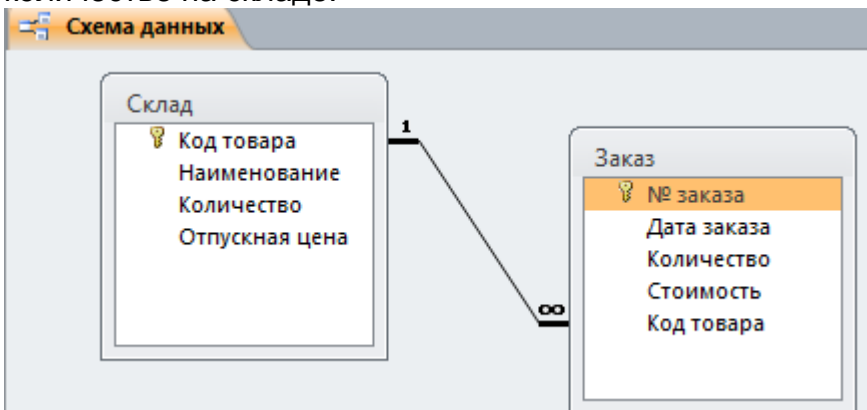 Схема данных
Склад
Код товара
Наименование
Количество
Отпускная цена
1
∞
Заказ
№ заказа
Дата заказа
Количество
Стоимость
Код товара